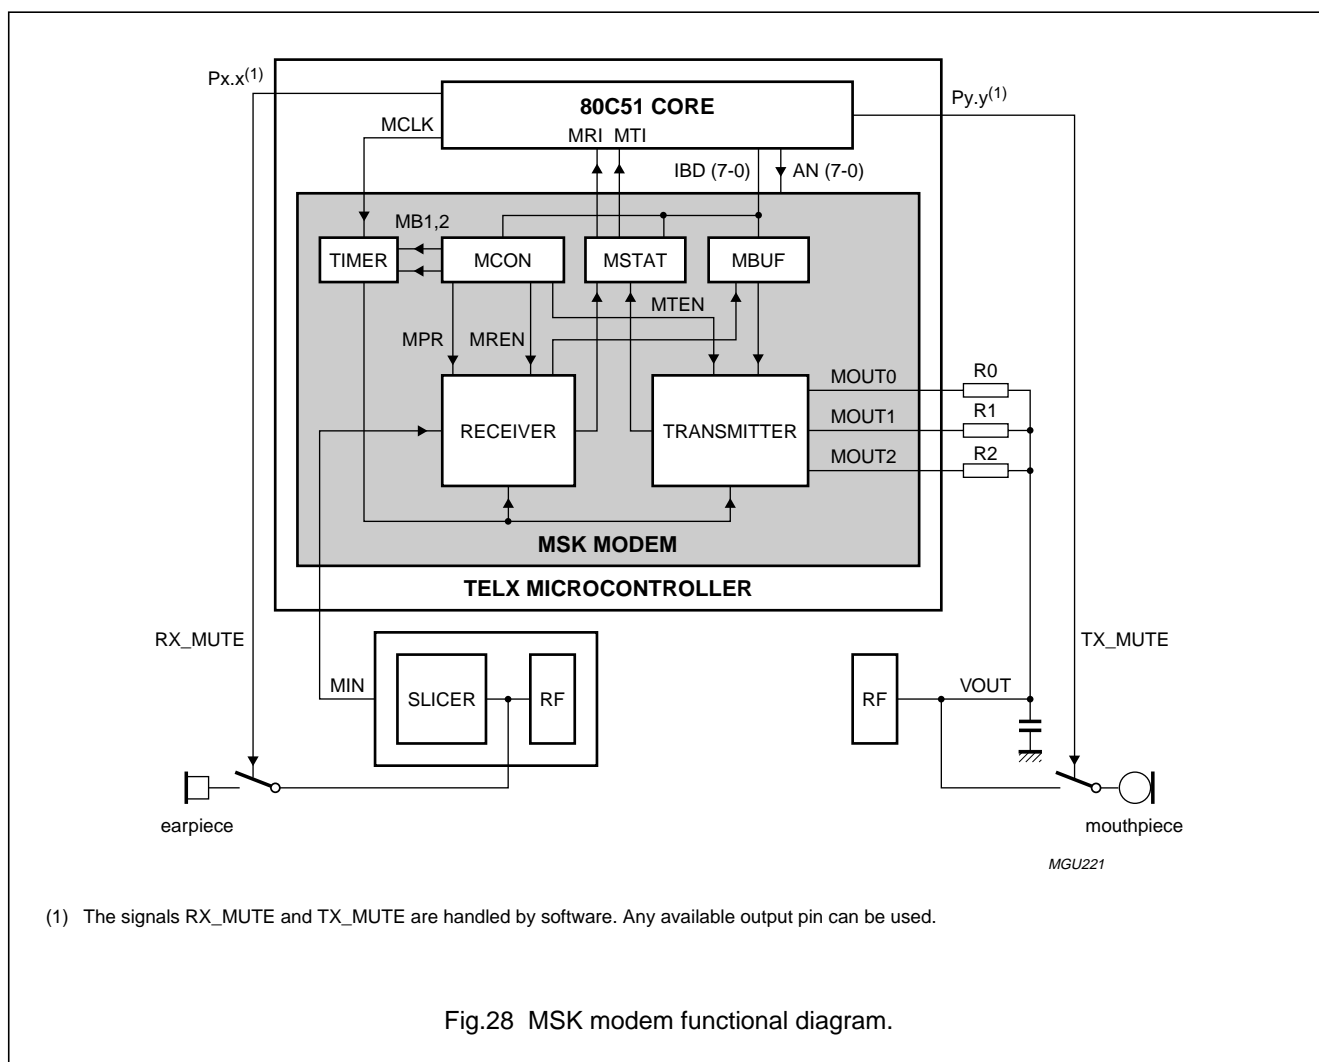 Px.x(1)
Py.y(1)
80C51 CORE
MCLK
MRI MTI
IBD (7-0)
AN (7-0)
MB1,2
TIMER
MCON
MSTAT
MBUF
MTEN
MPR
MREN
RECEIVER
TRANSMITTER
MOUT0
MOUT1
MOUT2
R0
R1
R2
MSK MODEM
TELX MICROCONTROLLER
RX_MUTE
TX_MUTE
MIN
SLICER
RF
RF
VOUT
earpiece
mouthpiece
MGU221
(1) The signals RX_MUTE and TX_MUTE are handled by software. Any available output pin can be used.
Fig.28 MSK modem functional diagram.